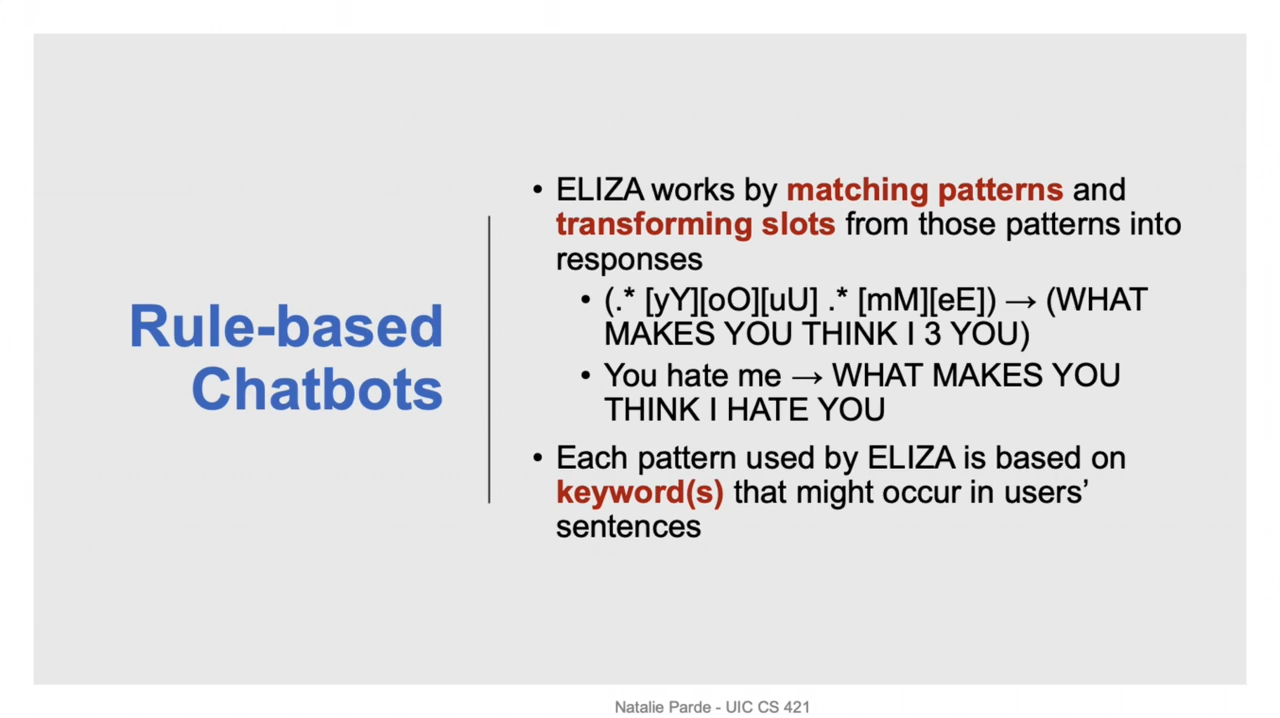 Rule-based
Chatbots
• ELIZA works by matching patterns and
transforming slots from those patterns into
responses
• (.* [yY][oO][uU] .* [mM][eE]) → (WHAT
MAKES YOU THINK I 3 YOU)
• You hate me → WHAT MAKES YOU
THINK I HATE YOU
• Each pattern used by ELIZA is based on
keyword(s) that might occur in users’
sentences
Natalie Parde - UIC CS 421